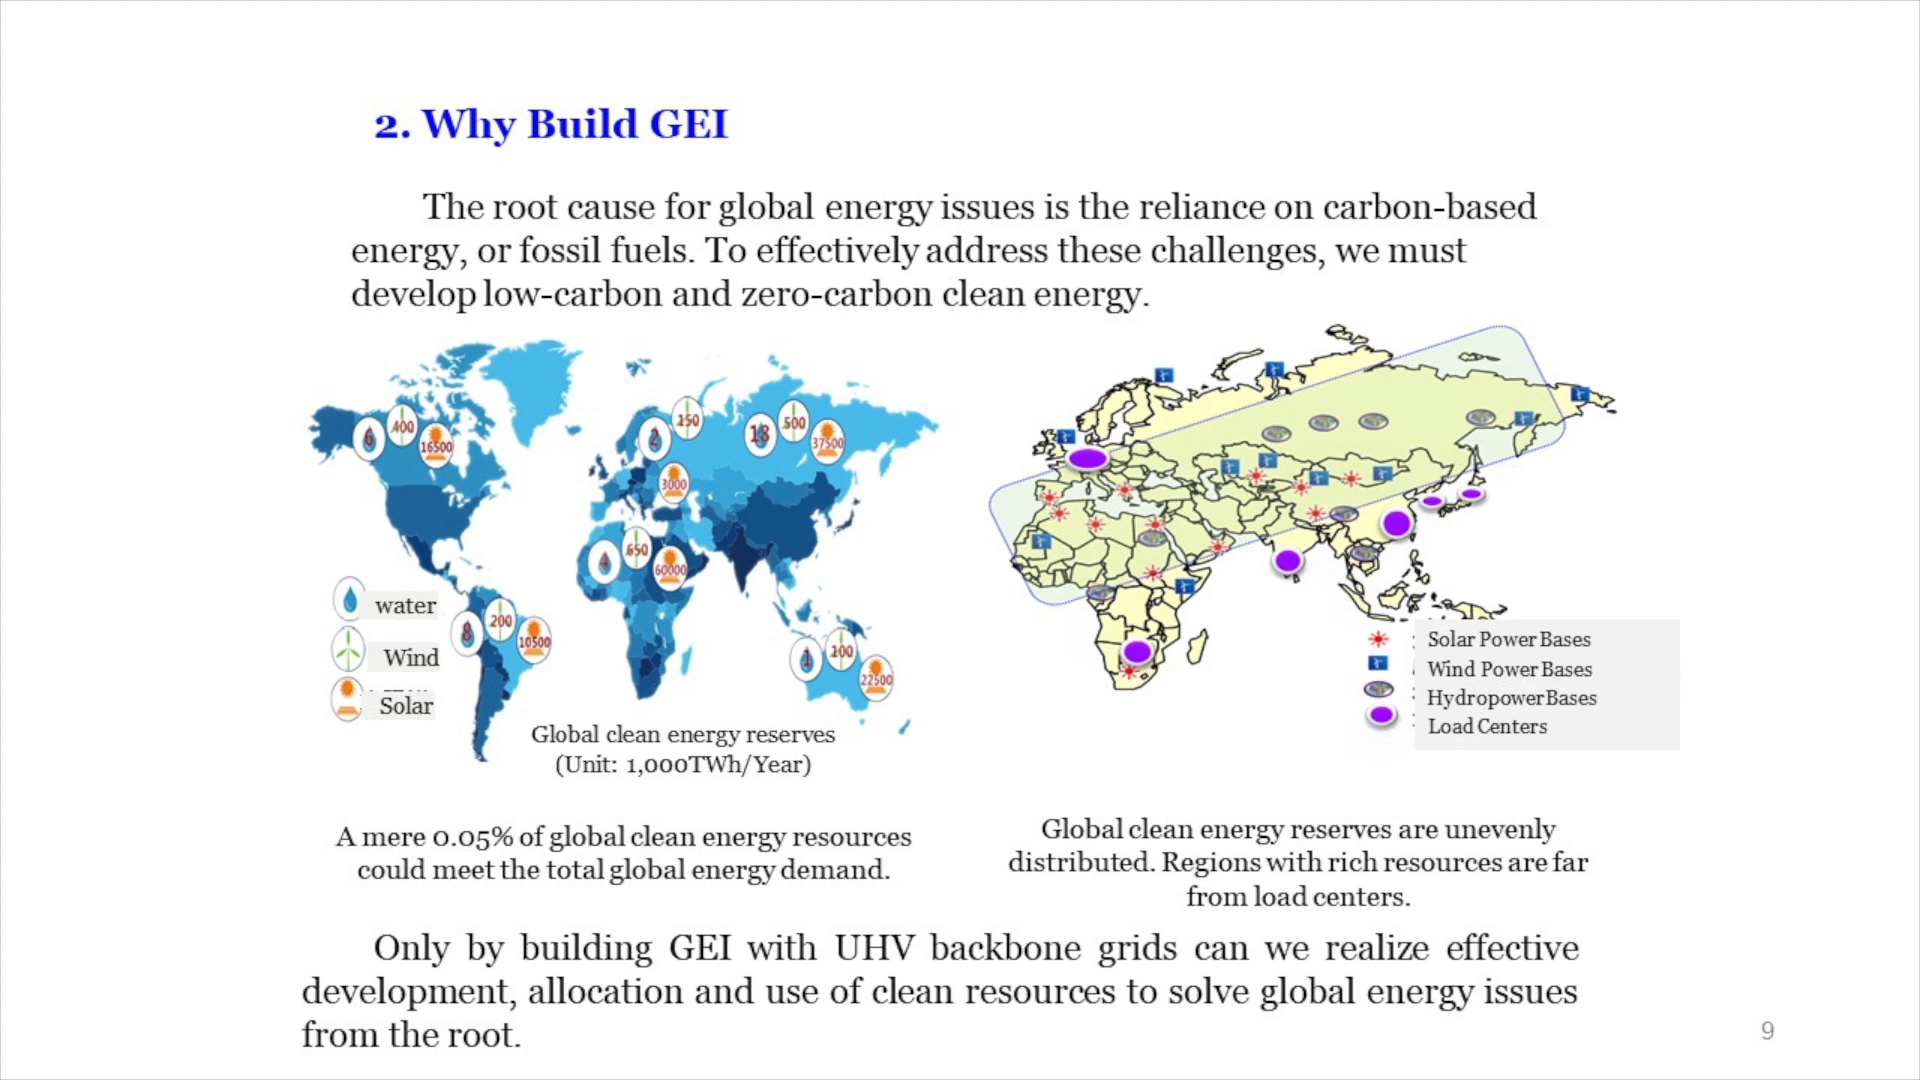 2. Why Build GEI
The root cause for global energy issues is the reliance on carbon-based
energy, or fossil fuels. To effectively address these challenges, we must
develop low-carbon and zero-carbon clean energy.
6
400
16500
2
150
3000
18
500
37500
4
650
60000
8
200
10500
1
100
22500
water
Wind
Solar
Global clean energy reserves
(Unit: 1,000TWh/Year)
Solar Power Bases
Wind Power Bases
Hydropower Bases
Load Centers
A mere 0.05% of global clean energy resources
could meet the total global energy demand.
Global clean energy reserves are unevenly
distributed. Regions with rich resources are far
from load centers.
Only by building GEI with UHV backbone grids can we realize effective
development, allocation and use of clean resources to solve global energy issues
from the root.
9